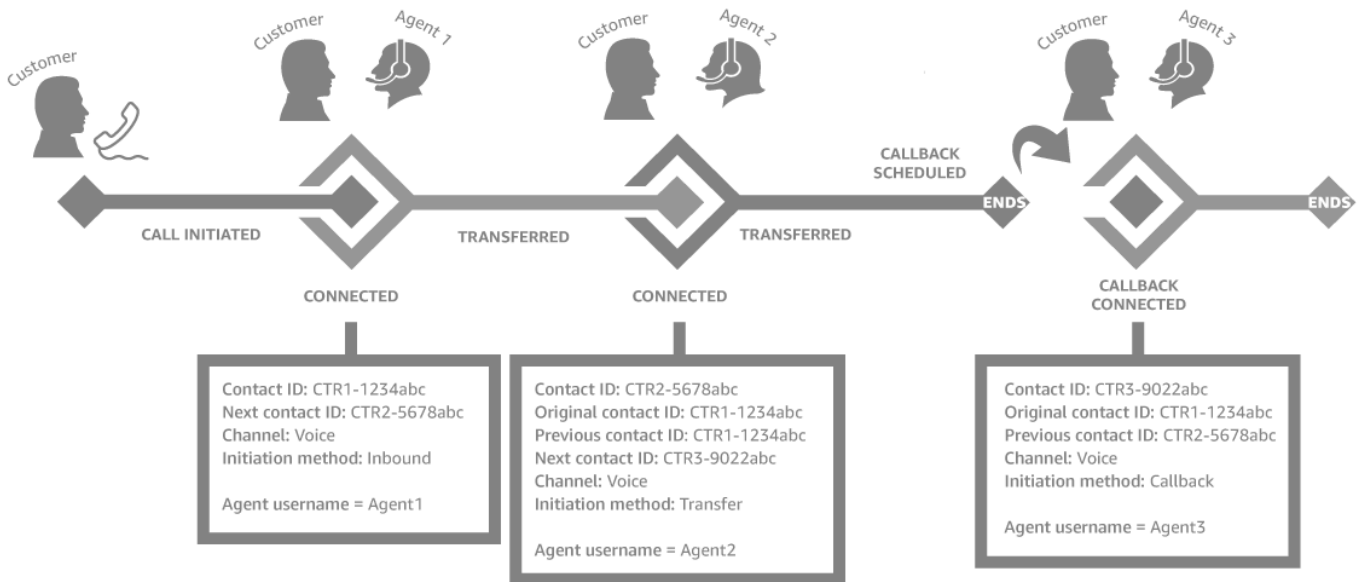 Customer
Customer
Agent 1
Customer
Agent 2
Customer
Agent 3
CALL INITIATED
TRANSFERRED
TRANSFERRED
CALLBACK
SCHEDULED
ENDS
ENDS
CONNECTED
CONNECTED
CALLBACK
CONNECTED
Contact ID: CTR1-1234abc
Next contact ID: CTR2-5678abc
Channel: Voice
Initiation method: Inbound
Agent username = Agent1
Contact ID: CTR2-5678abc
Original contact ID: CTR1-1234abc
Previous contact ID: CTR1-1234abc
Next contact ID: CTR3-9022abc
Channel: Voice
Initiation method: Transfer
Agent username = Agent2
Contact ID: CTR3-9022abc
Original contact ID: CTR1-1234abc
Previous contact ID: CTR2-5678abc
Channel: Voice
Initiation method: Callback
Agent username = Agent3